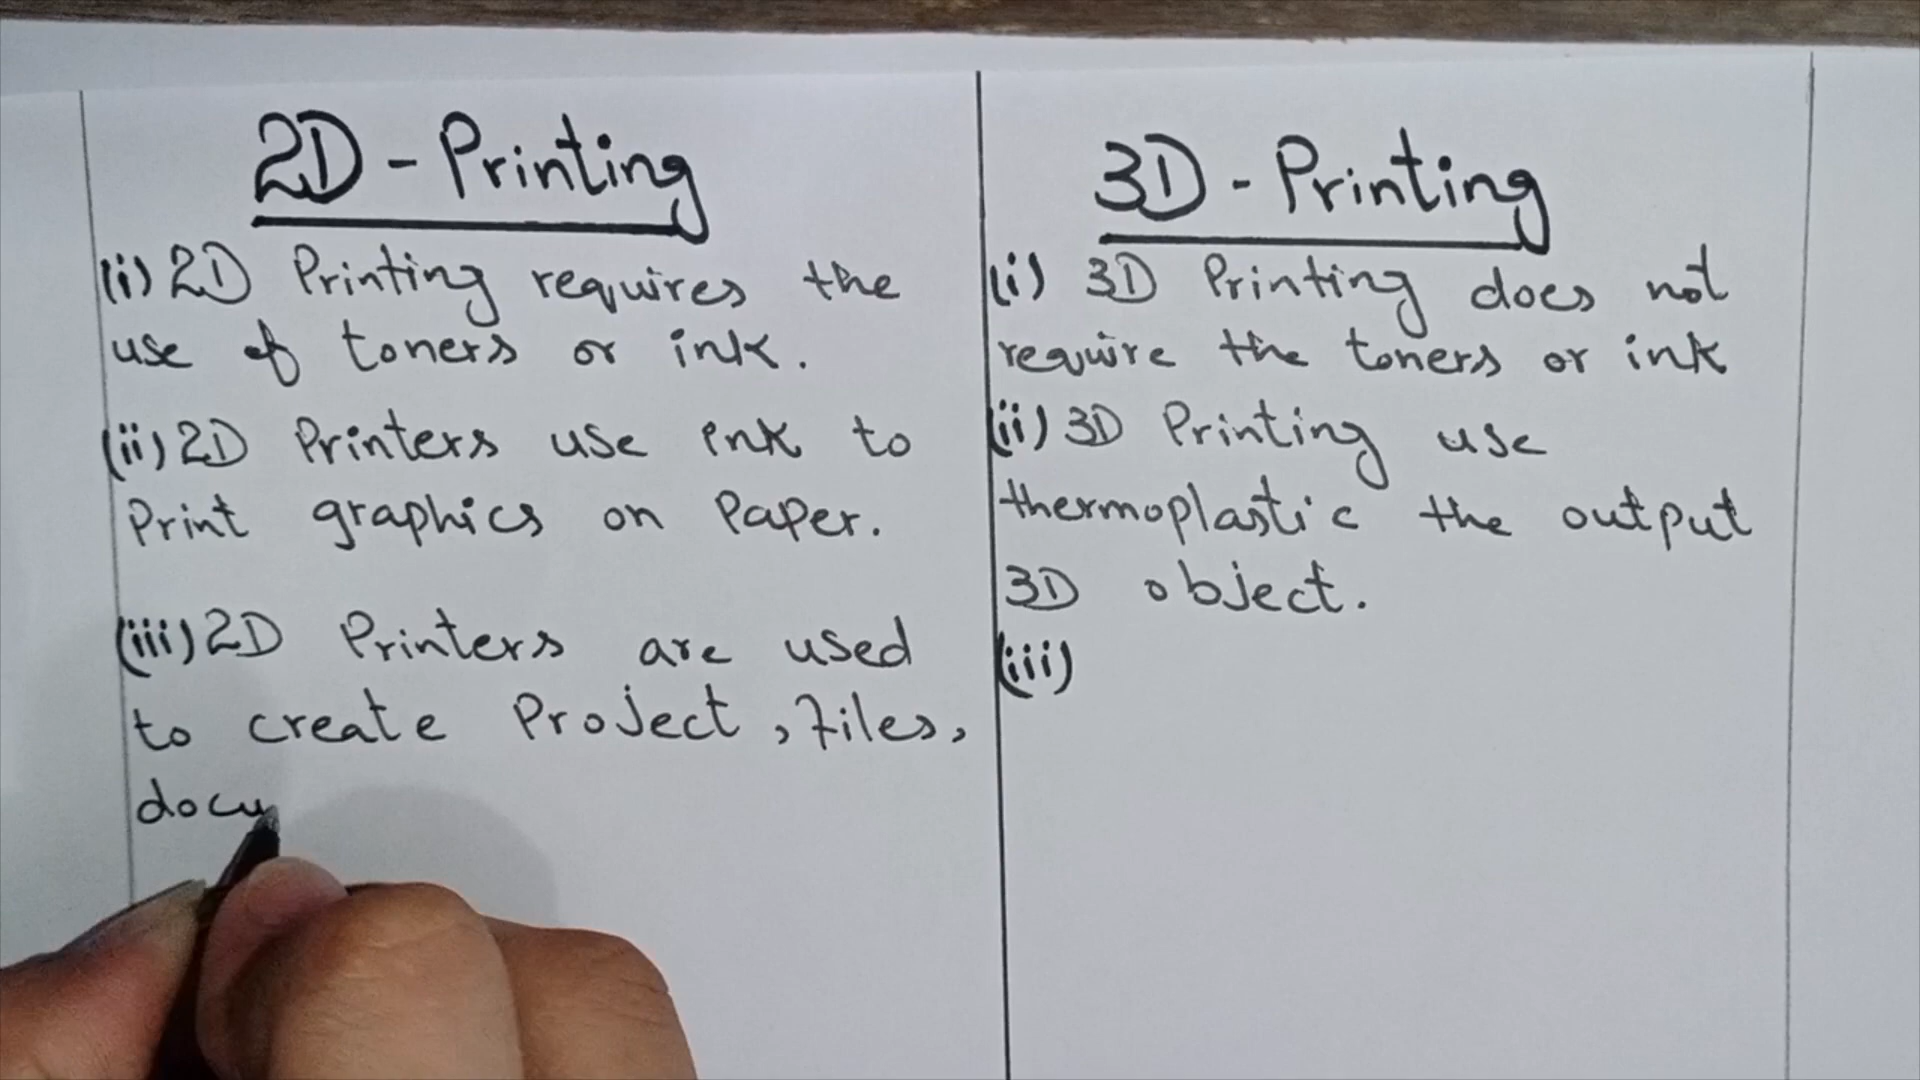 2D - Printing
(i) 2D Printing requires the
use of toners or ink.
(ii) 2D Printers use ink to
Print graphics on Paper.
(iii) 2D Printers are used
to create Project, files,
docu
3D - Printing
(i) 3D Printing does not
require the toners or ink
(ii) 3D Printing use
thermoplastic the output
3D object.
(iii)